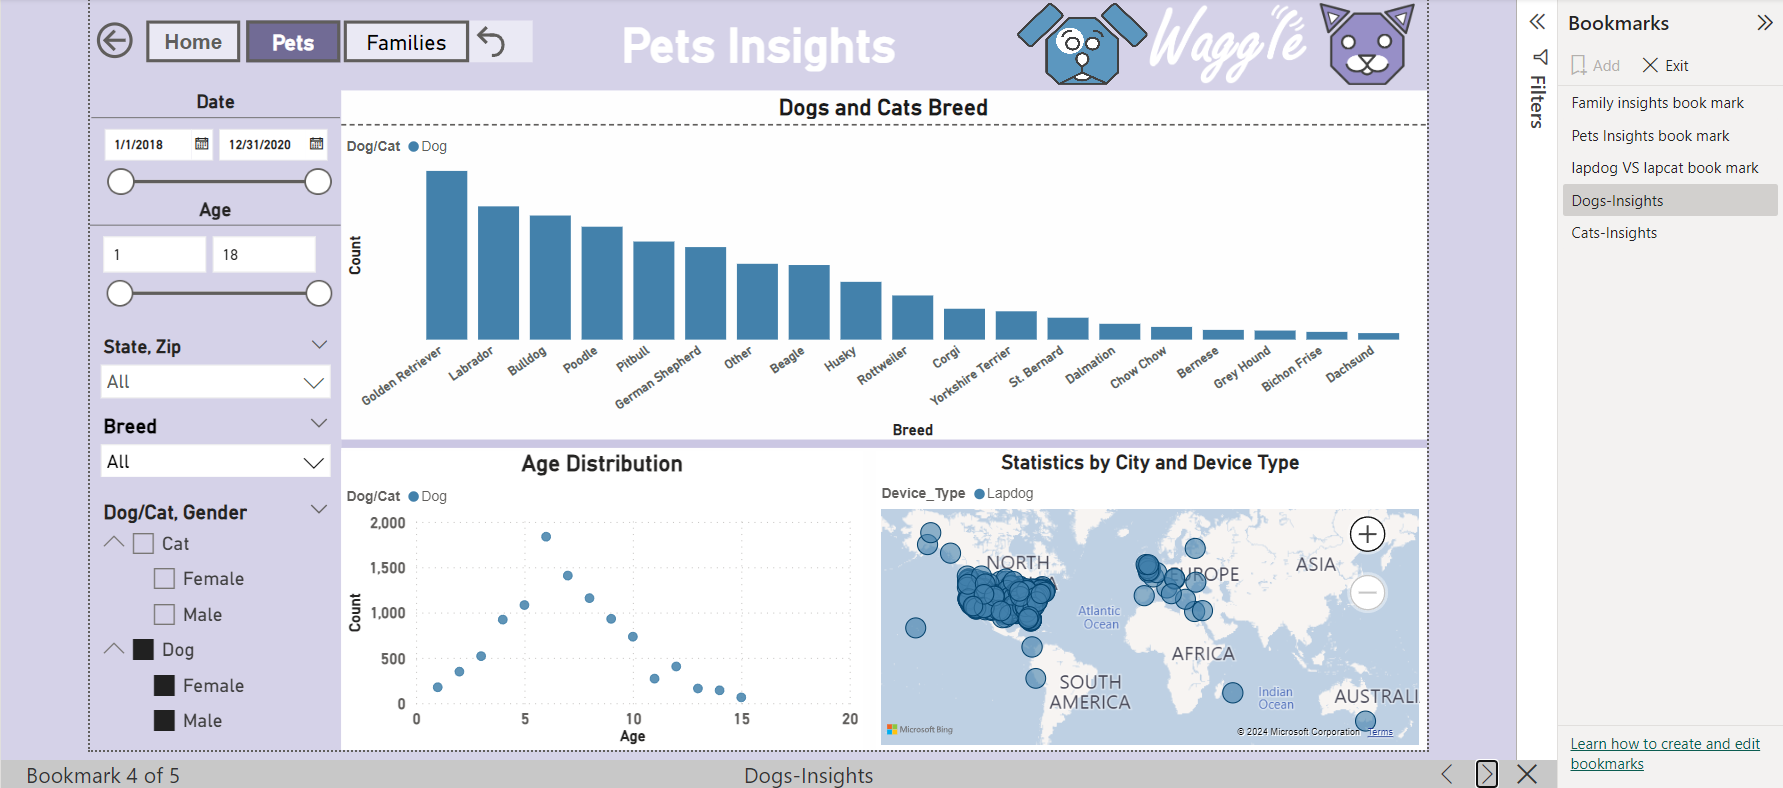 Home
Pets
Families
Pets Insights
Waggle
Date
1/1/2018
12/31/2020
Age
1
18
State, Zip
All
Breed
All
Dog/Cat, Gender
Cat
Female
Male
Dog
Female
Male
Dogs and Cats Breed
Dog/Cat Dog
Count
Golden Retriever
Labrador
Bulldog
Poodle
Pitbull
German Shepherd
Other
Beagle
Husky
Rottweiler
Corgi
Yorkshire Terrier
St. Bernard
Dalmation
Chow Chow
Bernese
Grey Hound
Bichon Frise
Dachsund
Breed
Age Distribution
Dog/Cat Dog
2,000
1,500
1,000
500
0
Count
0 5 10 15 20
Age
Statistics by City and Device Type
Device_Type Lapdog
NORTH
EUROPE
ASIA
Atlantic
Ocean
AFRICA
SOUTH
AMERICA
Indian
Ocean
AUSTRALI
Microsoft Bing
© 2024 Microsoft Corporation Terms
Filters
Bookmarks
Add
Exit
Family insights book mark
Pets Insights book mark
lapdog VS lapcat book mark
Dogs-Insights
Cats-Insights
Learn how to create and edit
bookmarks
Bookmark 4 of 5
Dogs-Insights